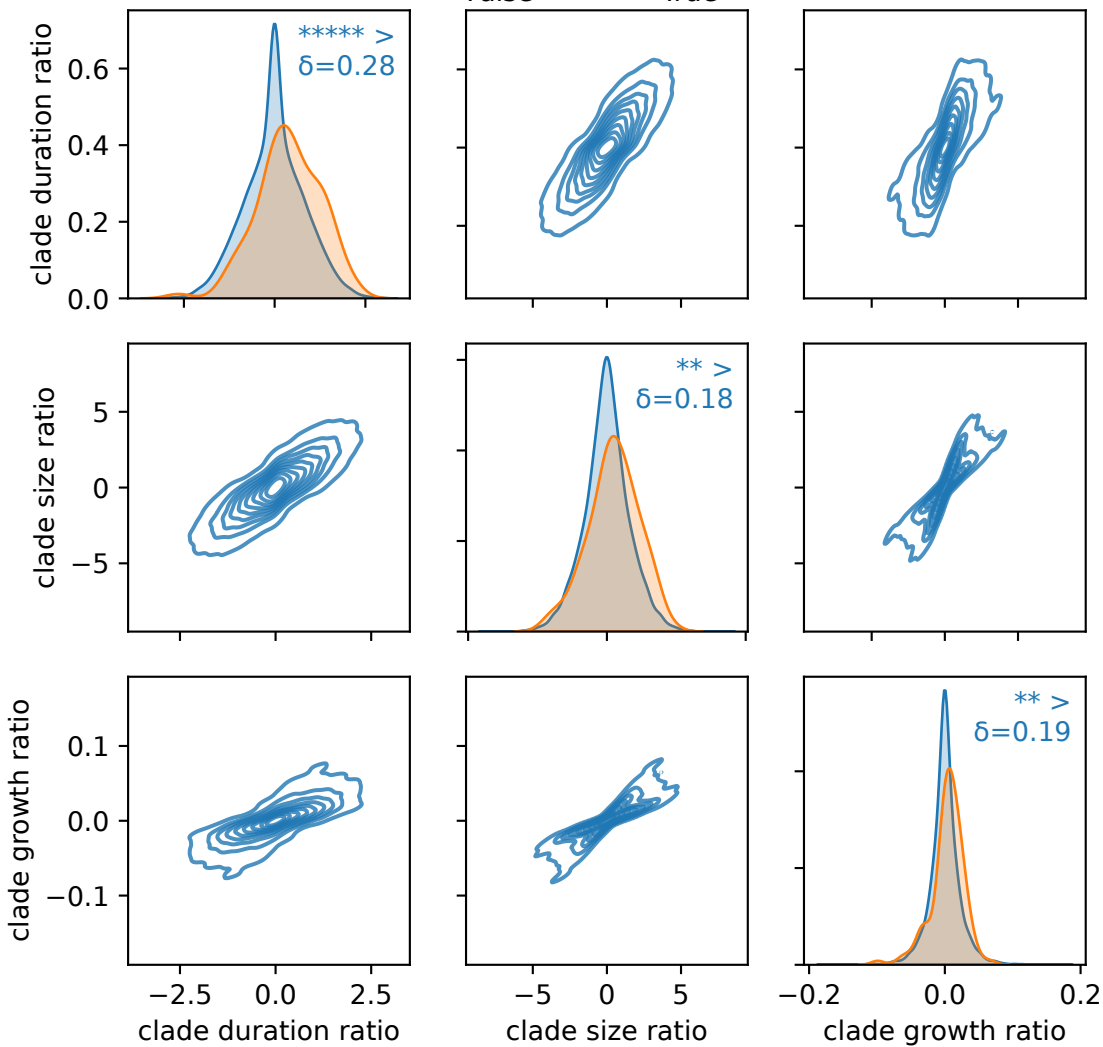 ***** >
δ=0.28
clade duration ratio
0.6
0.4
0.2
0.0
** >
δ=0.18
clade size ratio
5
0
−5
** >
δ=0.19
clade growth ratio
0.1
0.0
−0.1
−2.5 0.0 2.5 −5 0 5 −0.2 0.0 0.2
clade duration ratio clade size ratio clade growth ratio